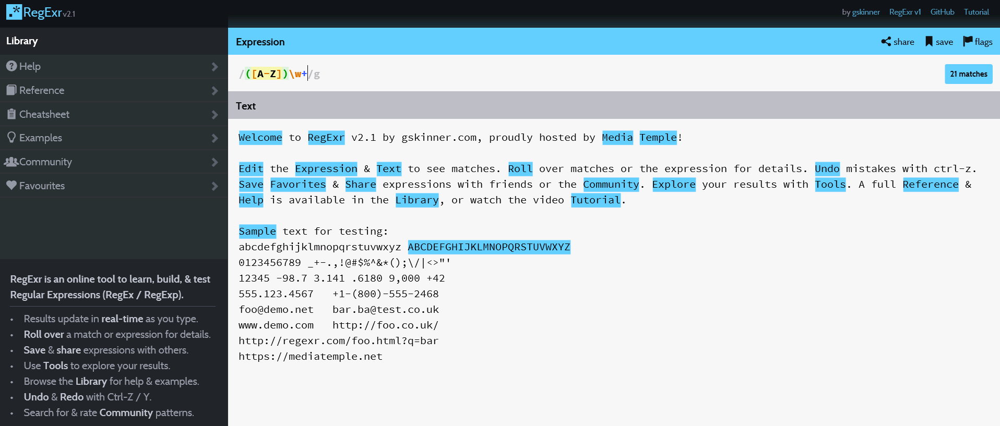 .*RegExr v2.1
by gskinner RegExr v1 GitHub Tutorial
Library
Help
Reference
Cheatsheet
Examples
Community
Favourites
RegExr is an online tool to learn, build, & test
Regular Expressions (RegEx / RegExp).
• Results update in real-time as you type.
• Roll over a match or expression for details.
• Save & share expressions with others.
• Use Tools to explore your results.
• Browse the Library for help & examples.
• Undo & Redo with Ctrl-Z / Y.
• Search for & rate Community patterns.
Expression share save flags
/([A-Z])\w+/g 21 matches
Text
Welcome to RegExr v2.1 by gskinner.com, proudly hosted by Media Temple!
Edit the Expression & Text to see matches. Roll over matches or the expression for details. Undo mistakes with ctrl-z.
Save Favorites & Share expressions with friends or the Community. Explore your results with Tools. A full Reference &
Help is available in the Library, or watch the video Tutorial.
Sample text for testing:
abcdefghijklmnopqrstuvwxyz ABCDEFGHIJKLMNOPQRSTUVWXYZ
0123456789 _+-.,!@#$%^&*();\/|<>"'
12345 -98.7 3.141 .6180 9,000 +42
555.123.4567 +1-(800)-555-2468
foo@demo.net bar.ba@test.co.uk
www.demo.com http://foo.co.uk/
http://regexr.com/foo.html?q=bar
https://mediatemple.net